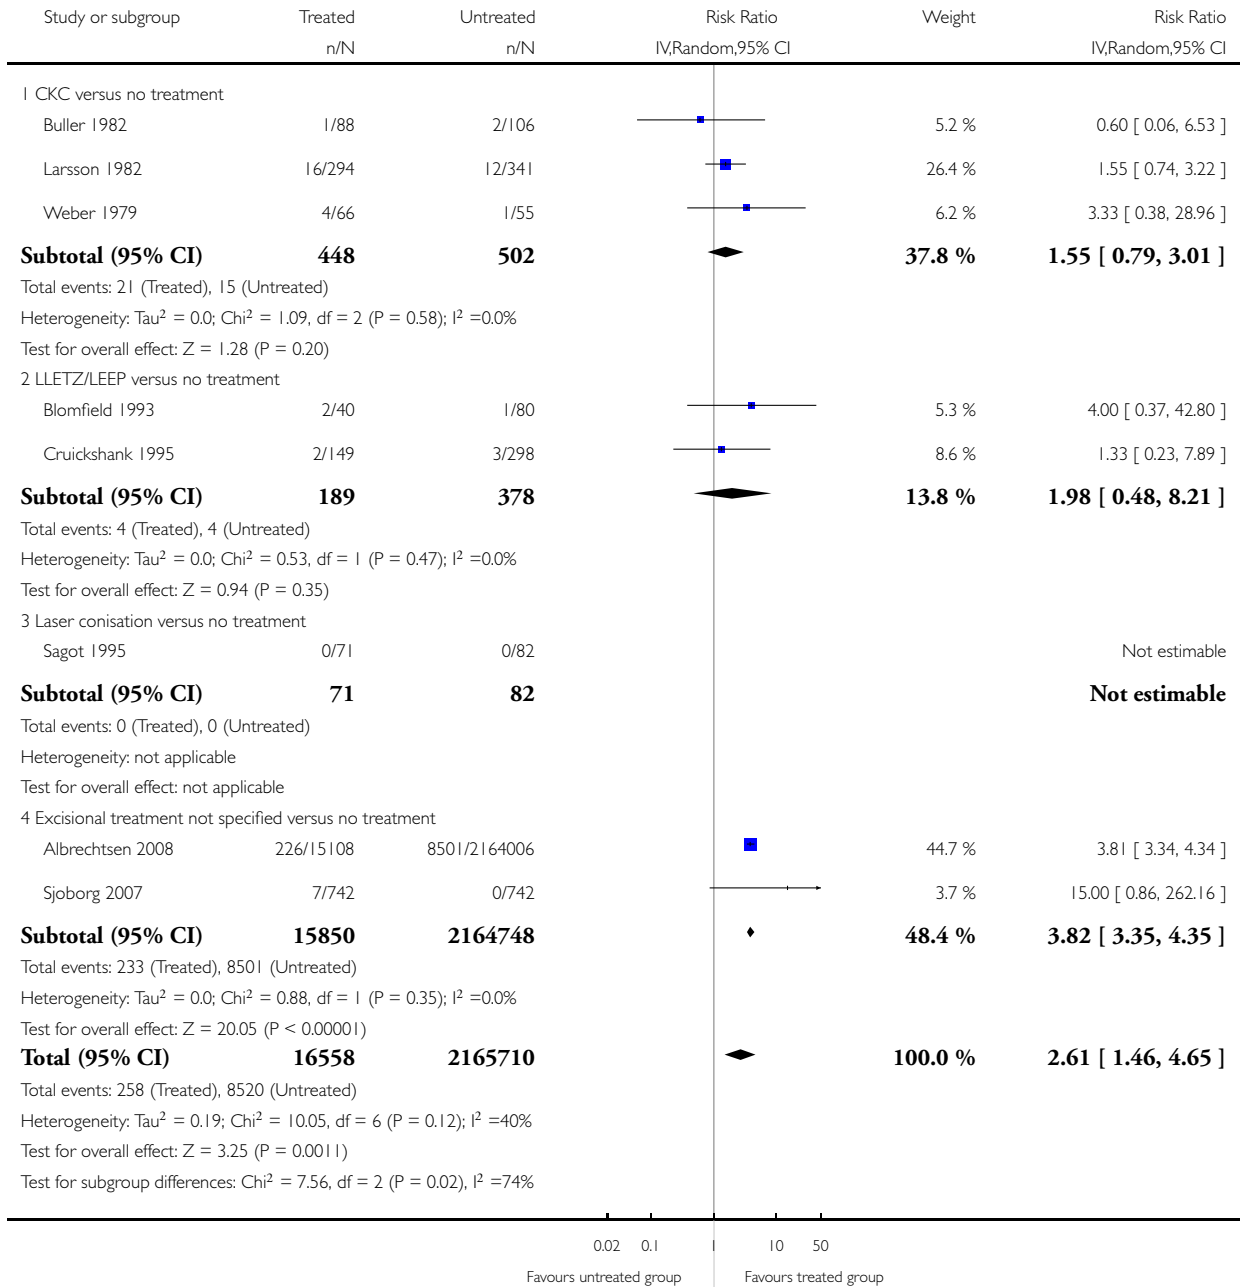 Study or subgroup Treated Untreated Risk Ratio Weight Risk Ratio
n/N n/N IV,Random,95% CI IV,Random,95% CI
1 CKC versus no treatment
Buller 1982 1/88 2/106 5.2 % 0.60 [ 0.06, 6.53 ]
Larsson 1982 16/294 12/341 26.4 % 1.55 [ 0.74, 3.22 ]
Weber 1979 4/66 1/55 6.2 % 3.33 [ 0.38, 28.96 ]
Subtotal (95% CI) 448 502 37.8 % 1.55 [ 0.79, 3.01 ]
Total events: 21 (Treated), 15 (Untreated)
Heterogeneity: Tau² = 0.0; Chi² = 1.09, df = 2 (P = 0.58); I² =0.0%
Test for overall effect: Z = 1.28 (P = 0.20)
2 LLETZ/LEEP versus no treatment
Blomfield 1993 2/40 1/80 5.3 % 4.00 [ 0.37, 42.80 ]
Cruickshank 1995 2/149 3/298 8.6 % 1.33 [ 0.23, 7.89 ]
Subtotal (95% CI) 189 378 13.8 % 1.98 [ 0.48, 8.21 ]
Total events: 4 (Treated), 4 (Untreated)
Heterogeneity: Tau² = 0.0; Chi² = 0.53, df = 1 (P = 0.47); I² =0.0%
Test for overall effect: Z = 0.94 (P = 0.35)
3 Laser conisation versus no treatment
Sagot 1995 0/71 0/82 Not estimable
Subtotal (95% CI) 71 82 Not estimable
Total events: 0 (Treated), 0 (Untreated)
Heterogeneity: not applicable
Test for overall effect: not applicable
4 Excisional treatment not specified versus no treatment
Albrechtsen 2008 226/15108 8501/2164006 44.7 % 3.81 [ 3.34, 4.34 ]
Sjoborg 2007 7/742 0/742 3.7 % 15.00 [ 0.86, 262.16 ]
Subtotal (95% CI) 15850 2164748 48.4 % 3.82 [ 3.35, 4.35 ]
Total events: 233 (Treated), 8501 (Untreated)
Heterogeneity: Tau² = 0.0; Chi² = 0.88, df = 1 (P = 0.35); I² =0.0%
Test for overall effect: Z = 20.05 (P < 0.00001)
Total (95% CI) 16558 2165710 100.0 % 2.61 [ 1.46, 4.65 ]
Total events: 258 (Treated), 8520 (Untreated)
Heterogeneity: Tau² = 0.19; Chi² = 10.05, df = 6 (P = 0.12); I² =40%
Test for overall effect: Z = 3.25 (P = 0.0011)
Test for subgroup differences: Chi² = 7.56, df = 2 (P = 0.02), I² =74%
0.02 0.1 1 10 50
Favours untreated group Favours treated group